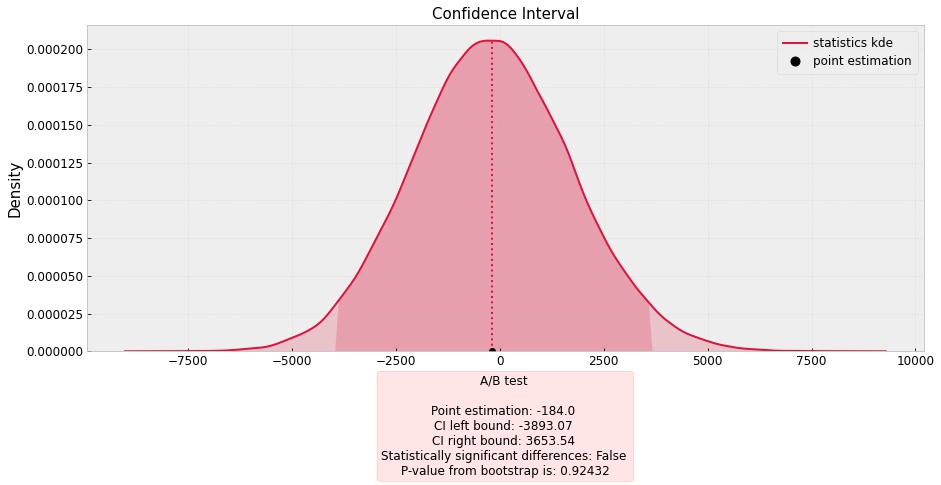 Confidence Interval
statistics kde
point estimation
Density
0.000200
0.000175
0.000150
0.000125
0.000100
0.000075
0.000050
0.000025
0.000000
−7500 −5000 −2500 0 2500 5000 7500 10000
A/B test
Point estimation: -184.0
CI left bound: -3893.07
CI right bound: 3653.54
Statistically significant differences: False
P-value from bootstrap is: 0.92432